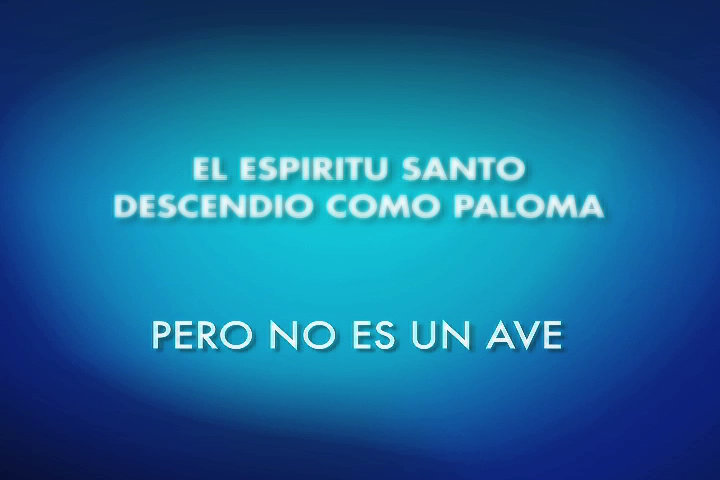 EL ESPIRITU SANTO
DESCENDIO COMO PALOMA
PERO NO ES UN AVE